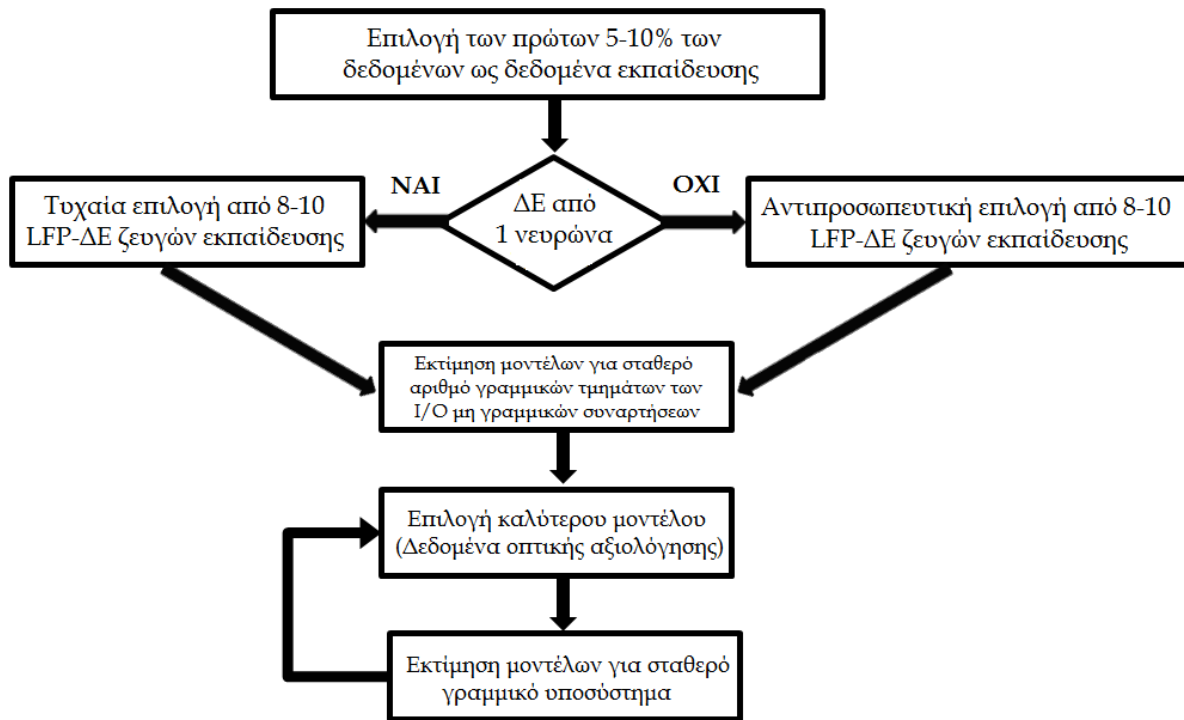 Επιλογή των πρώτων 5-10% των
δεδομένων ως δεδομένα εκπαίδευσης
ΝΑΙ
ΟΧΙ
Τυχαία επιλογή από 8-10
LFP-ΔΕ ζευγών εκπαίδευσης
ΔΕ από
1 νευρώνα
Αντιπροσωπευτική επιλογή από 8-10
LFP-ΔΕ ζευγών εκπαίδευσης
Εκτίμηση μοντέλων για σταθερό
αριθμό γραμμικών τμημάτων των
I/O μη γραμμικών συναρτήσεων
Επιλογή καλύτερου μοντέλου
(Δεδομένα οπτικής αξιολόγησης)
Εκτίμηση μοντέλων για σταθερό
γραμμικό υποσύστημα